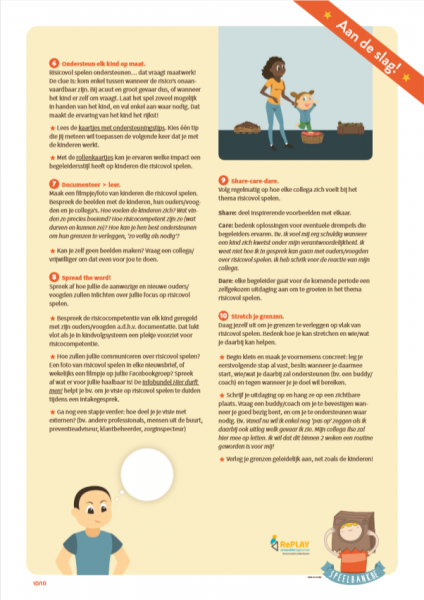 Aan de slag!
6 Ondersteun elk kind op maat.
Risicovol spelen ondersteunen... dat vraagt maatwerk!
De clue is: kom enkel tussen wanneer de risico's onaan-
vaardbaar zijn. Bij acuut en groot gevaar dus, of wanneer
het kind er zelf om vraagt. Laat het spel zoveel mogelijk
in handen van het kind, en vul enkel aan waar nodig. Dat
maakt de ervaring van het kind het rijkst!
★ Lees de kaartjes met ondersteuningstips. Kies één tip
die jij meteen wil toepassen de volgende keer dat je met
de kinderen werkt.
★ Met de rollenkaartjes kan je ervaren welke impact een
begeleidersstijl heeft op kinderen die risicovol spelen.
7 Documenteer > leer.
Maak een filmpje/foto van kinderen die risicovol spelen.
Bespreek de beelden met de kinderen, hun ouders/voog-
den en je collega's. Hoe voelen de kinderen zich? Wat vin-
den ze precies boeiend? Hoe risicocompetent zijn ze (wat
durven en kunnen ze)? Hoe kan je hen best ondersteunen
om hun grenzen te verleggen, 'zo veilig als nodig'?
★ Kan je zelf geen beelden maken? Vraag een collega/
vrijwilliger om dat even voor jou te doen.
8 Spread the word!
Spreek af hoe jullie de aanwezige en nieuwe ouders/
voogden zullen inlichten over jullie focus op risicovol
spelen.
★ Bespreek de risicocompetentie van elk kind geregeld
met zijn ouders/voogden a.d.h.v. documentatie. Dat lukt
vlot als je in kindvolgsysteem een plekje voorziet voor
risicocompetentie.
★ Hoe zullen jullie communiceren over risicovol spelen?
Een foto van risicovol spelen in elke nieuwsbrief, of
wekelijks een filmpje op jullie Facebookgroep? Spreek
af wat er voor jullie haalbaar is! De infobundel Hier durft
men! helpt je bv. om je visie op risicovol spelen te duiden
tijdens een intakegesprek.
★ Ga nog een stapje verder: hoe deel je je visie met
externen? (bv. andere professionals, mensen uit de buurt,
preventieadviseur, klantbeheerder, zorginspecteur)
9 Share-care-dare.
Volg regelmatig op hoe elke collega zich voelt bij het
thema risicovol spelen.
Share: deel inspirerende voorbeelden met elkaar.
Care: bedenk oplossingen voor eventuele drempels die
begeleiders ervaren. Bv. Ik voel mij erg schuldig wanneer
een kind zich kwetst onder mijn verantwoordelijkheid. Ik
weet niet hoe ik in gesprek kan gaan met ouders/voogden
over risicovol spelen. Ik heb schrik voor de reactie van mijn
collega.
Dare: elke begeleider gaat voor de komende periode een
zelfgekozen uitdaging aan om te groeien in het thema
risicovol spelen.
10 Stretch je grenzen.
Daag jezelf uit om je grenzen te verleggen op vlak van
risicovol spelen. Bedenk hoe je kan stretchen en wie/wat
je daarbij kan helpen.
★ Begin klein en maak je voornemens concreet: leg je
eerstvolgende stap al vast, beslis wanneer je daarmee
start, wie/wat je daarbij zal ondersteunen (bv. een buddy/
coach) en tegen wanneer je je doel wil bereiken.
★ Schrijf je uitdaging op en hang ze op een zichtbare
plaats. Vraag een buddy/coach om je te bevestigen wan-
neer je goed bezig bent, en om je te ondersteunen waar
nodig. Bv. Vanaf nu wil ik enkel nog 'pas op' zeggen als ik
daarbij ook uitleg welk gevaar ik zie. Mijn collega Ilse zal
hier mee op letten. Ik wil dat dit binnen 2 weken een routine
geworden is voor mij!
★ Verleg je grenzen geleidelijk aan, net zoals de kinderen!
RePLAY
SPEELBANK.BE
10/10